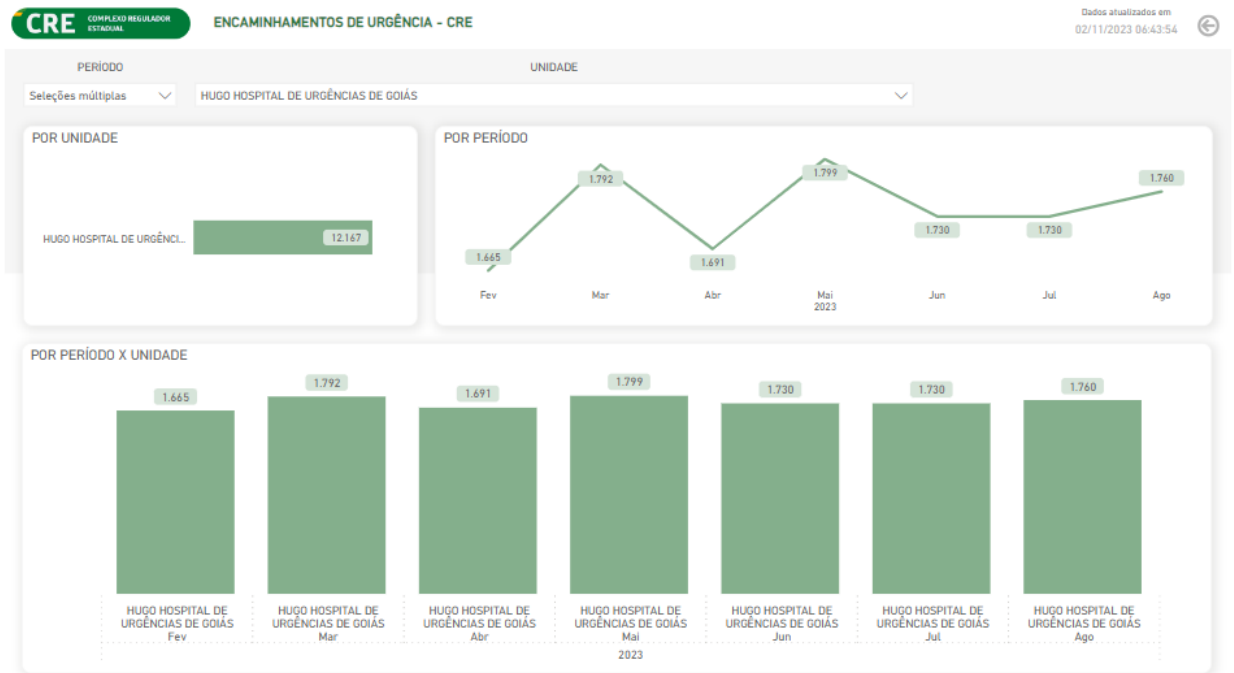 CRE COMPLEXO REGULADOR
ESTADUAL
ENCAMINHAMENTOS DE URGÊNCIA - CRE
Dados atualizados em
02/11/2023 06:43:54
PERÍODO
UNIDADE
Seleções múltiplas
HUGO HOSPITAL DE URGÊNCIAS DE GOIÁS
POR UNIDADE
HUGO HOSPITAL DE URGÊNCI...
12.167
POR PERÍODO
1.665
1.792
1.691
1.799
1.730
1.730
1.760
Fev
Mar
Abr
Mai
Jun
Jul
Ago
2023
POR PERÍODO X UNIDADE
1.665
1.792
1.691
1.799
1.730
1.730
1.760
HUGO HOSPITAL DE
URGÊNCIAS DE GOIÁS
Fev
HUGO HOSPITAL DE
URGÊNCIAS DE GOIÁS
Mar
HUGO HOSPITAL DE
URGÊNCIAS DE GOIÁS
Abr
HUGO HOSPITAL DE
URGÊNCIAS DE GOIÁS
Mai
HUGO HOSPITAL DE
URGÊNCIAS DE GOIÁS
Jun
HUGO HOSPITAL DE
URGÊNCIAS DE GOIÁS
Jul
HUGO HOSPITAL DE
URGÊNCIAS DE GOIÁS
Ago
2023